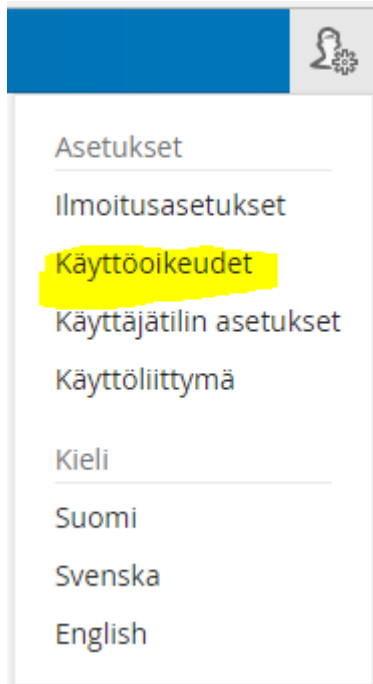 Asetukset
Ilmoitusasetukset
Käyttöoikeudet
Käyttäjätilin asetukset
Käyttöliittymä
Kieli
Suomi
Svenska
English